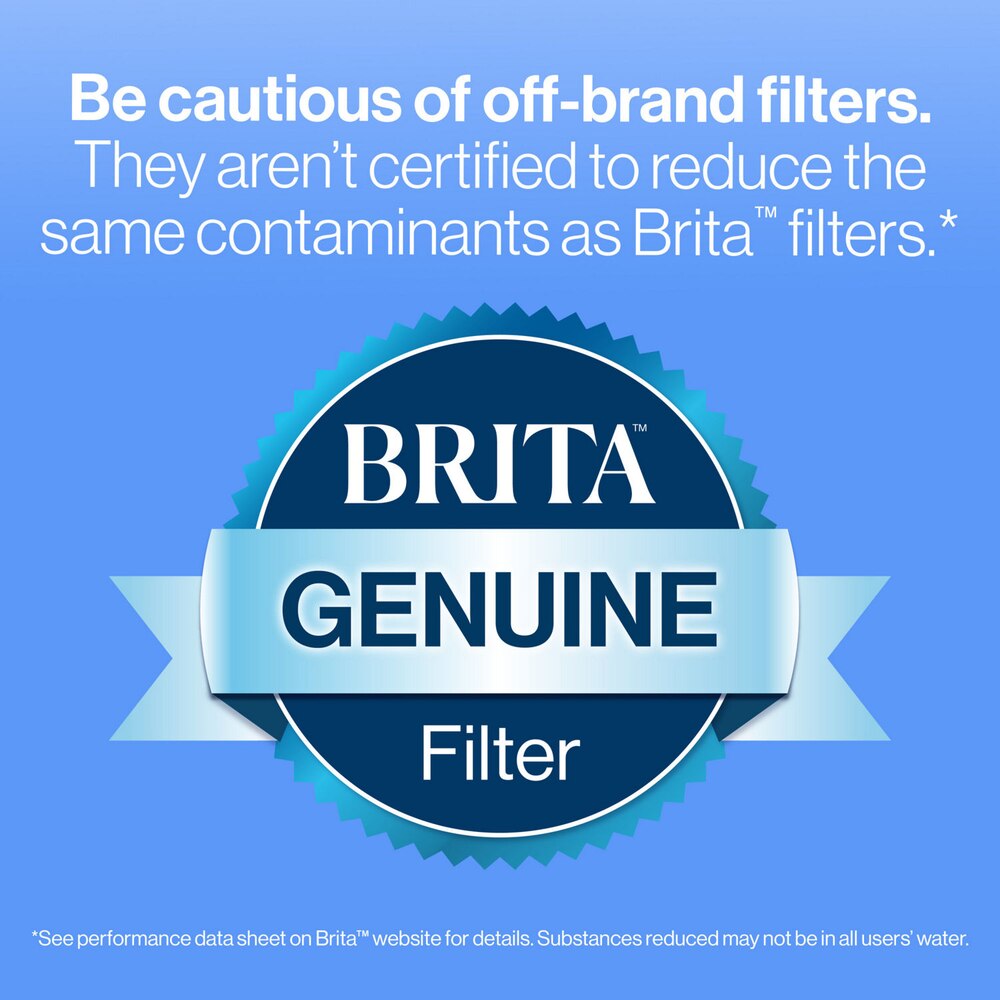 Be cautious of off-brand filters.
They aren’t certified to reduce the
same contaminants as Brita™ filters.*
BRITA™
GENUINE
Filter
*See performance data sheet on Brita™ website for details. Substances reduced may not be in all users’ water.